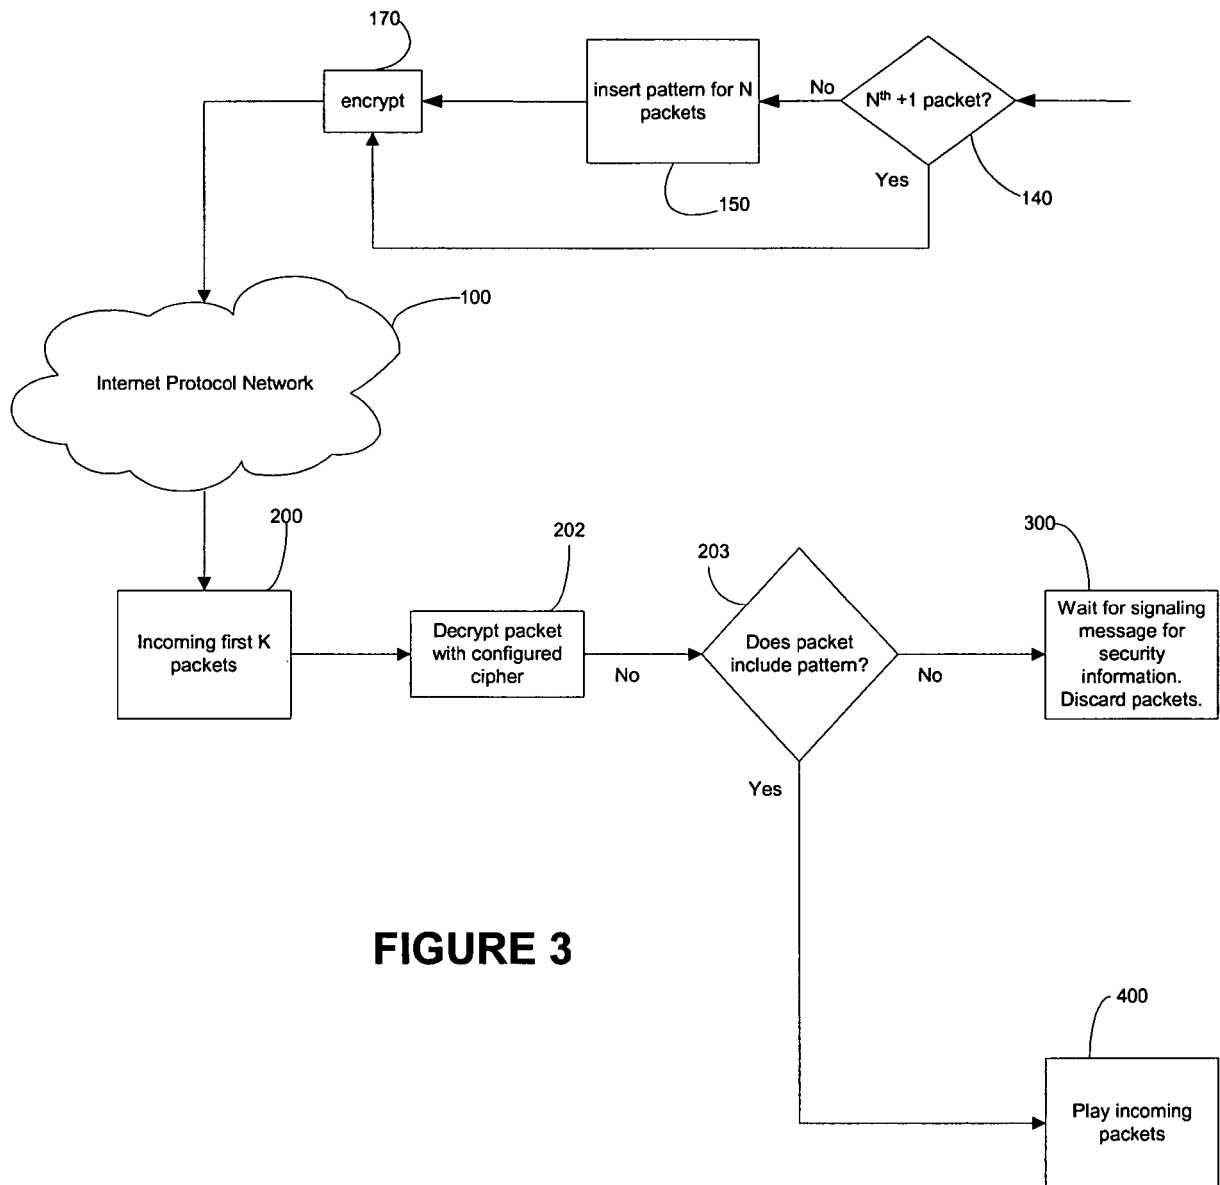 170
encrypt
insert pattern for N
packets
No
Nth +1 packet?
Yes
150
140
100
Internet Protocol Network
200
Incoming first K
packets
202
Decrypt packet
with configured
cipher
No
203
Does packet
include pattern?
No
Yes
300
Wait for signaling
message for
security
information.
Discard packets.
FIGURE 3
400
Play incoming
packets